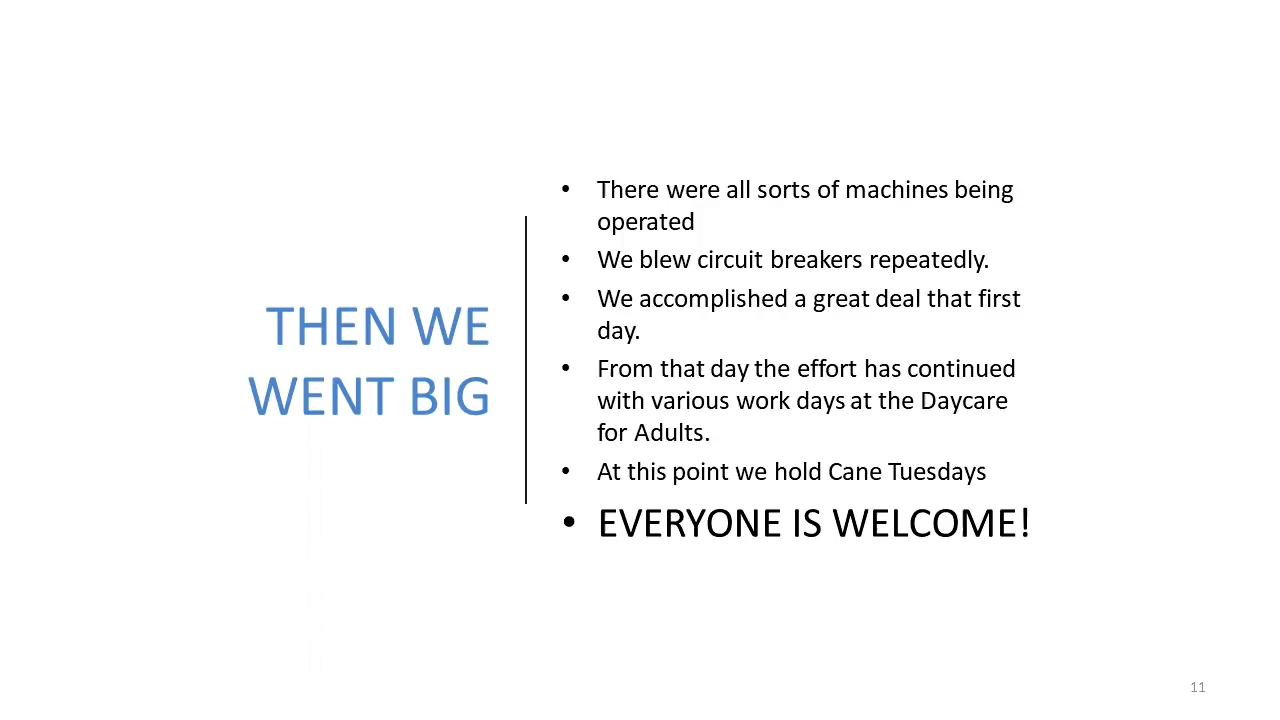 THEN WE
WENT BIG
• There were all sorts of machines being
operated
• We blew circuit breakers repeatedly.
• We accomplished a great deal that first
day.
• From that day the effort has continued
with various work days at the Daycare
for Adults.
• At this point we hold Cane Tuesdays
• EVERYONE IS WELCOME!
11